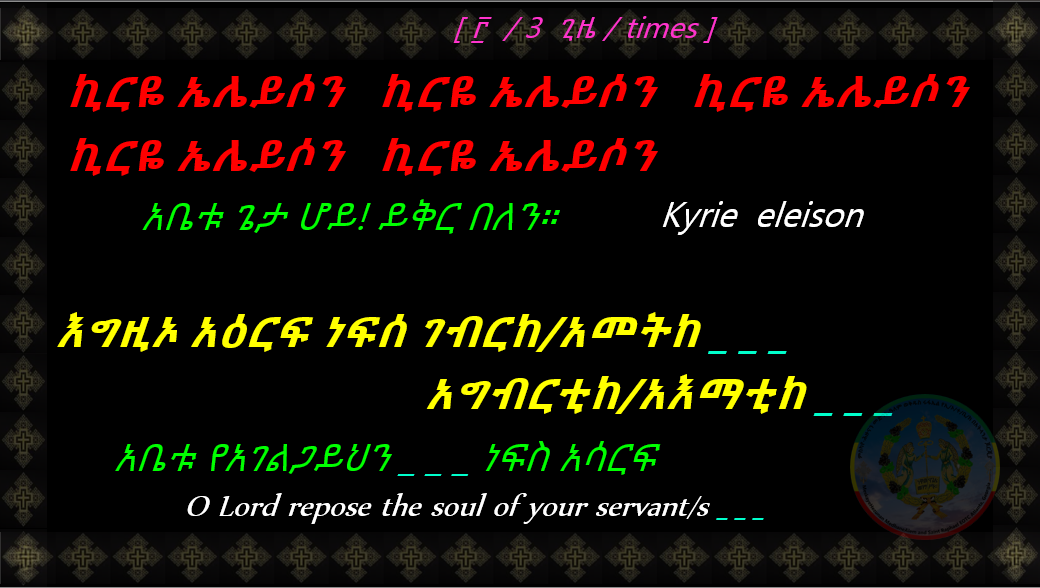 [ ፫ / 3 ጊዜ / times ]
ኪርዬ ኤሌይሶን ኪርዬ ኤሌይሶን ኪርዬ ኤሌይሶን
ኪርዬ ኤሌይሶን ኪርዬ ኤሌይሶን
አቤቱ ጌታ ሆይ! ይቅር በለን። Kyrie eleison
እግዚኦ አዕርፍ ነፍሰ ገብርከ/አመትከ _ _ _
አግብርቲከ/አእማቲከ _ _ _
አቤቱ የአገልጋይህን _ _ _ ነፍስ አሳርፍ
O Lord repose the soul of your servant/s _ _ _